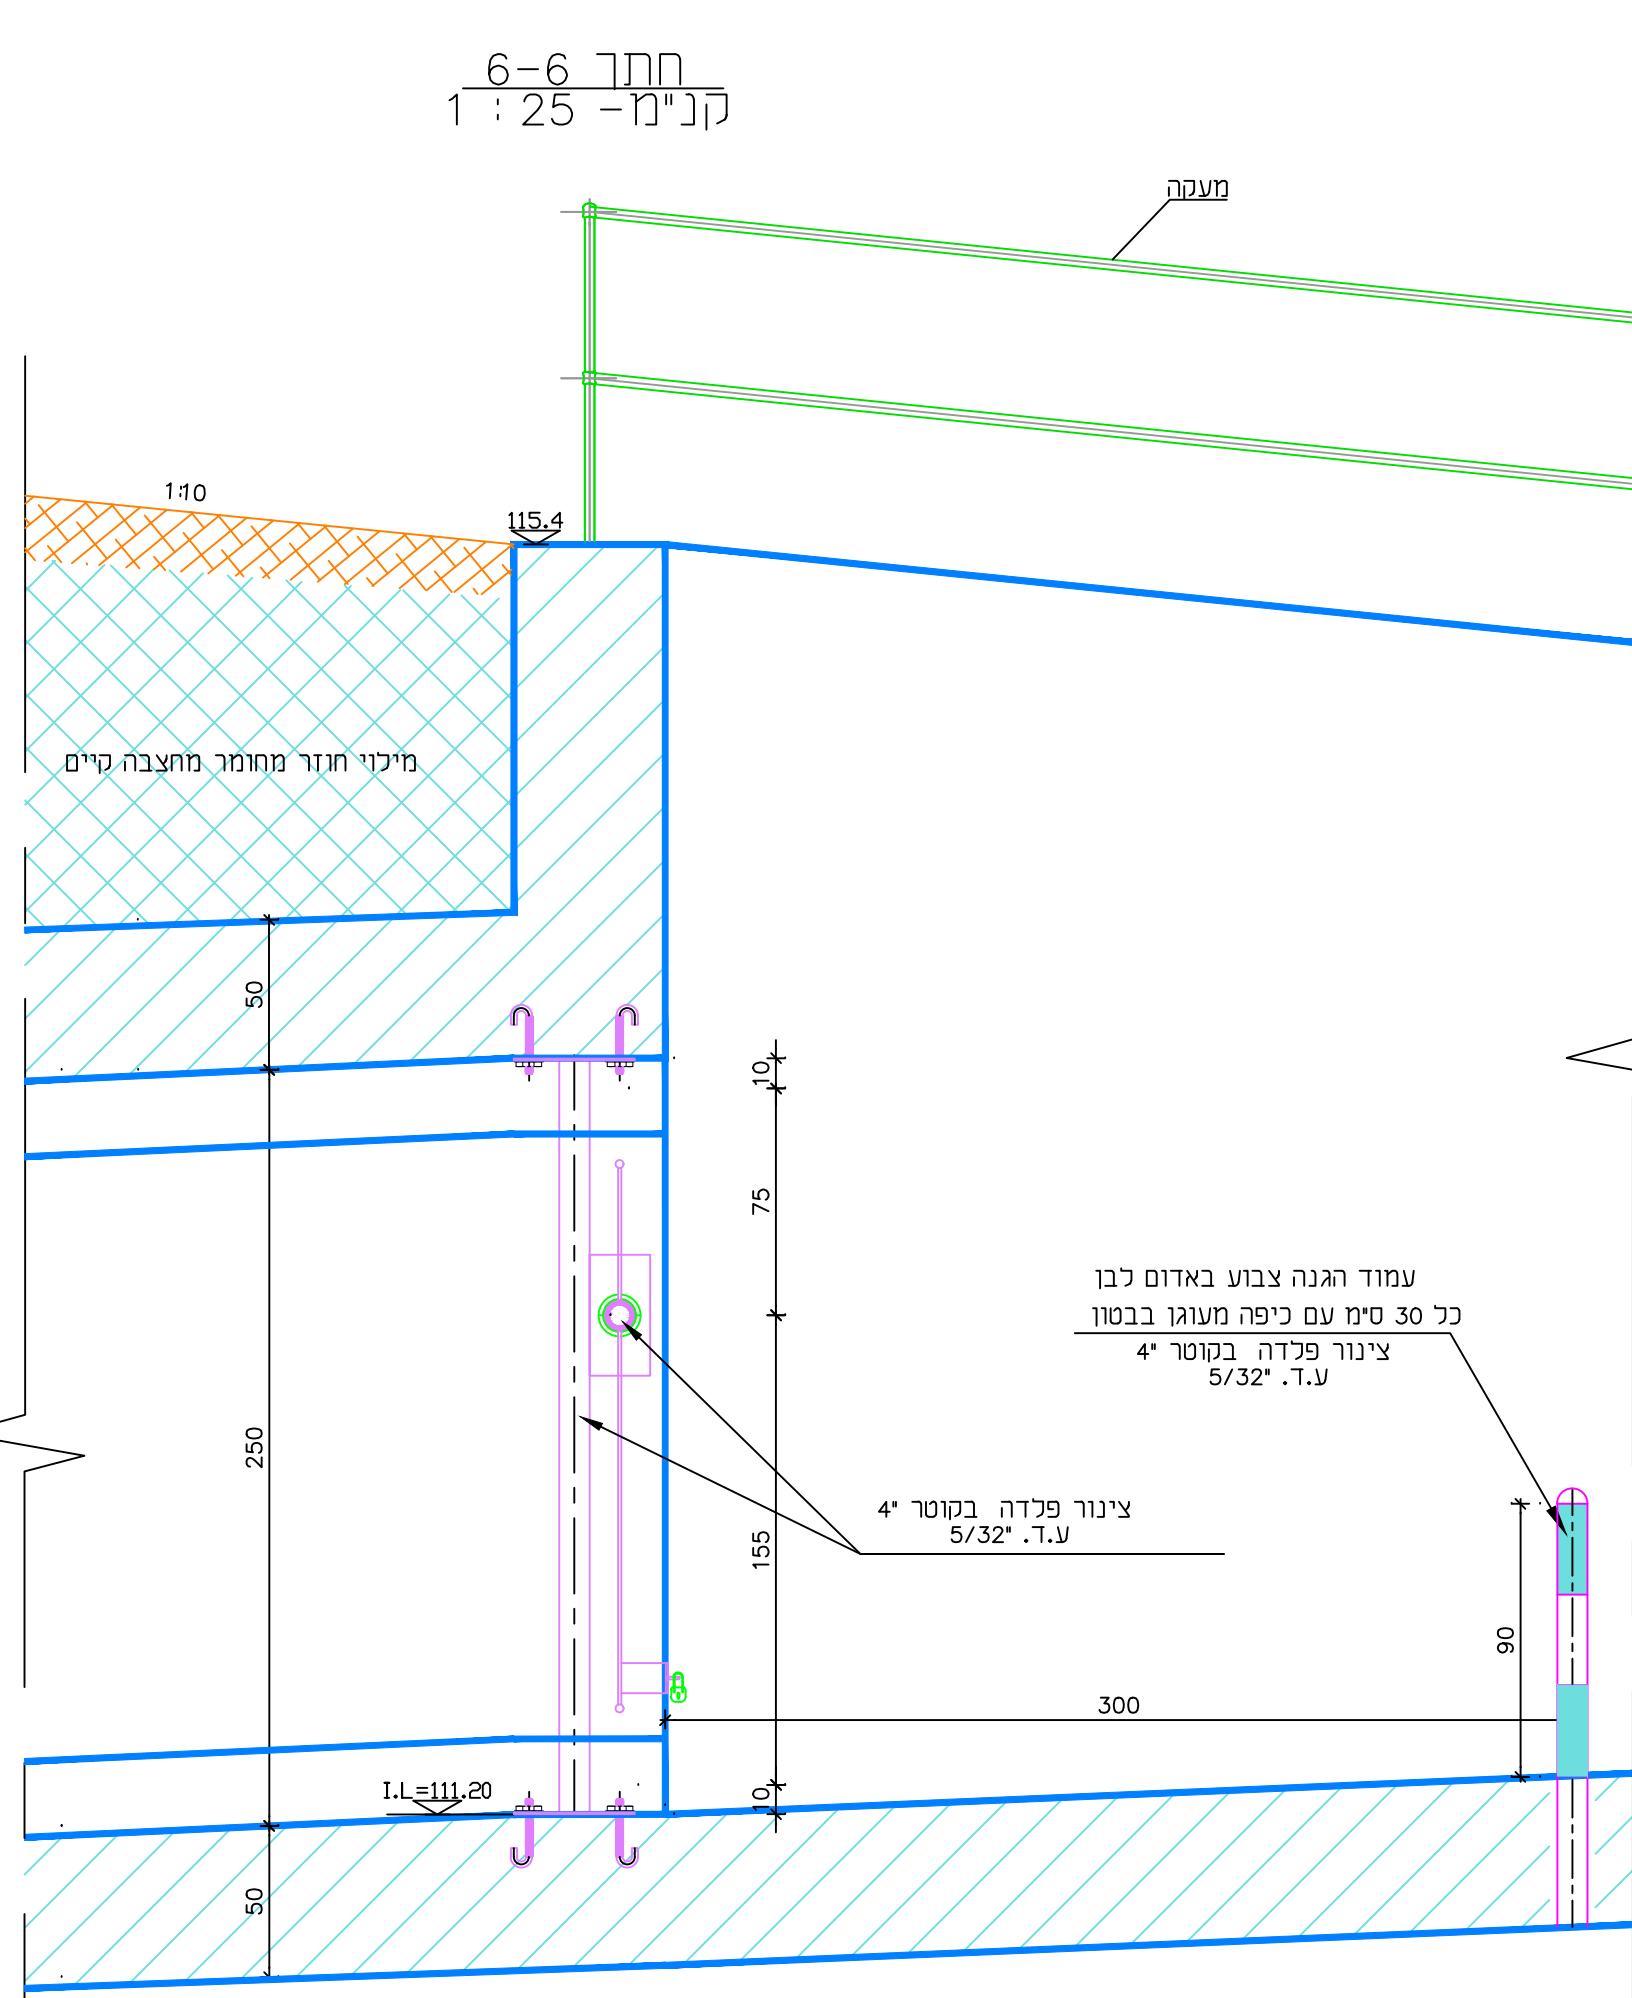 חתך 6-6
קנ"מ- 25 : 1
מעקה
1:10
115.4
מילוי חוזר מחומר מחצבה קיים
50
10
75
עמוד הגנה צבוע באדום לבן
כל 30 ס"מ עם כיפה מעוגן בבטון
צינור פלדה בקוטר "4
ע.ד. "5/32
250
צינור פלדה בקוטר "4
ע.ד. "5/32
155
90
300
I.L=111.20
10
50